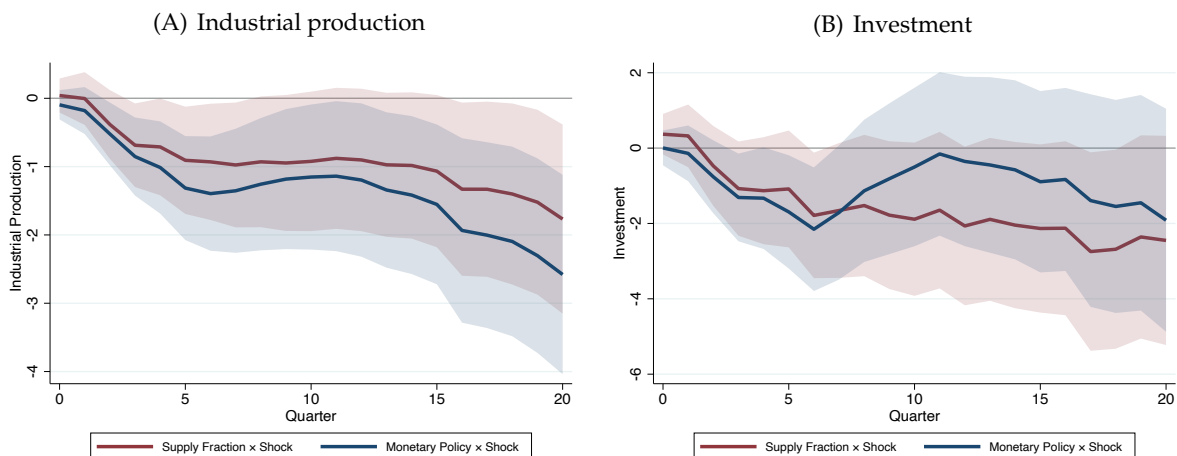 (A) Industrial production
Industrial Production
0
-1
-2
-3
-4
0 5 10 15 20
Quarter
Supply Fraction × Shock Monetary Policy × Shock
(B) Investment
Investment
2
0
-2
-4
-6
0 5 10 15 20
Quarter
Supply Fraction × Shock Monetary Policy × Shock